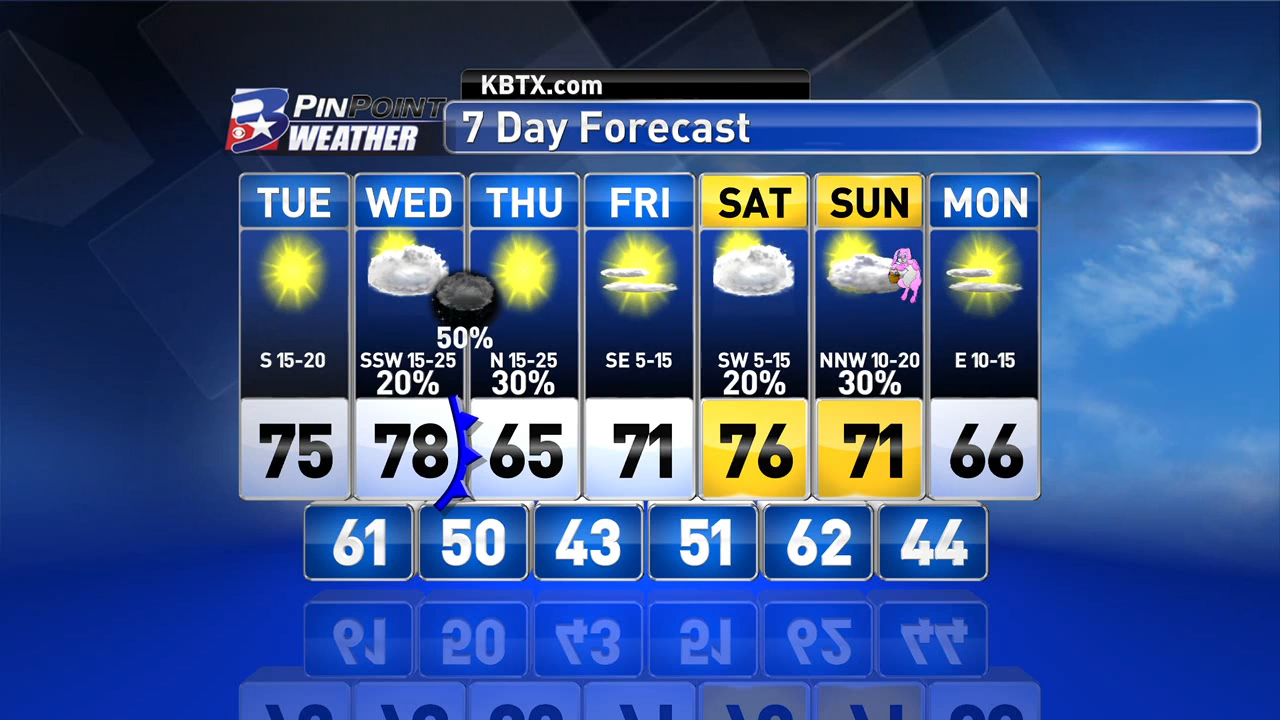 KBTX.com
3 PINPOINT
WEATHER
7 Day Forecast
TUE WED THU FRI SAT SUN MON
50%
S 15-20 SSW 15-25 N 15-25 SE 5-15 SW 5-15 NNW 10-20 E 10-15
20% 30% 20% 30%
75 78 65 71 76 71 66
61 50 43 51 62 44